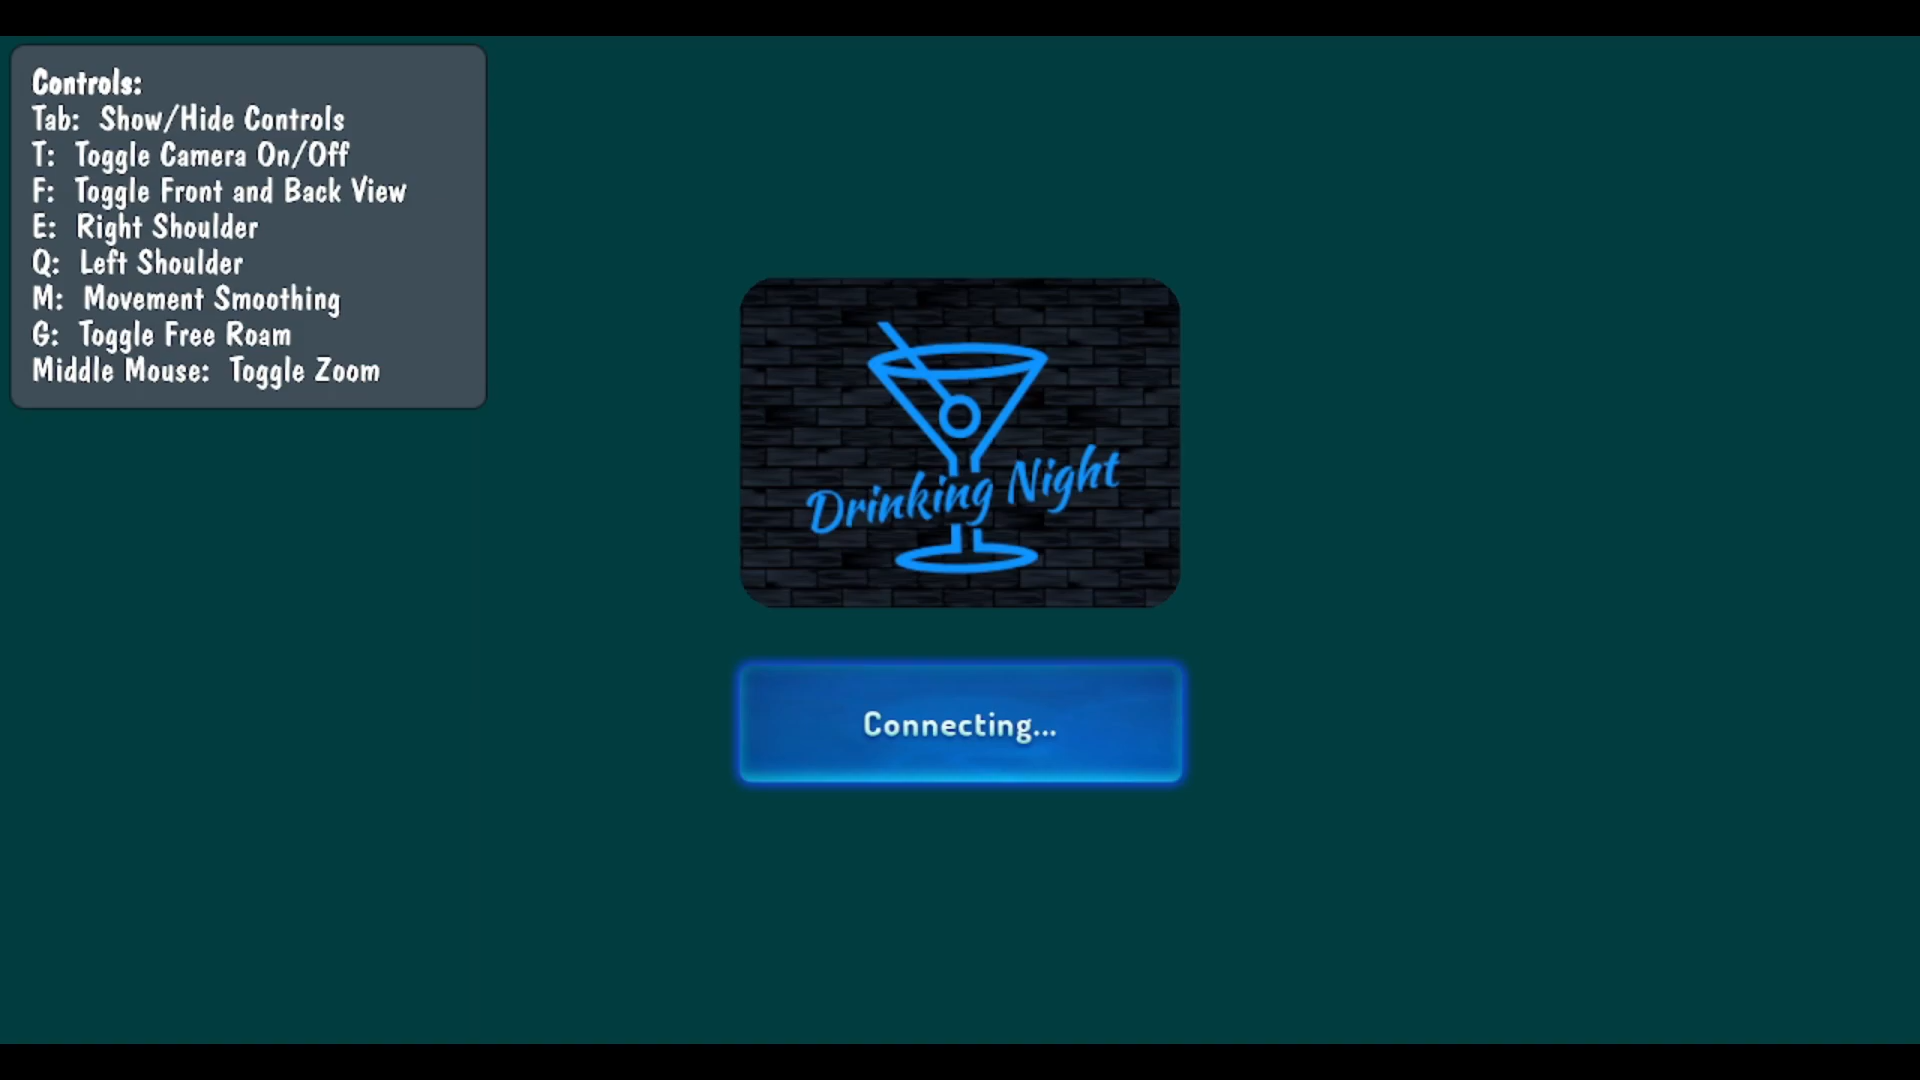 Controls:
Tab: Show/Hide Controls
T: Toggle Camera On/Off
F: Toggle Front and Back View
E: Right Shoulder
Q: Left Shoulder
M: Movement Smoothing
G: Toggle Free Roam
Middle Mouse: Toggle Zoom
Drinking Night
Connecting...